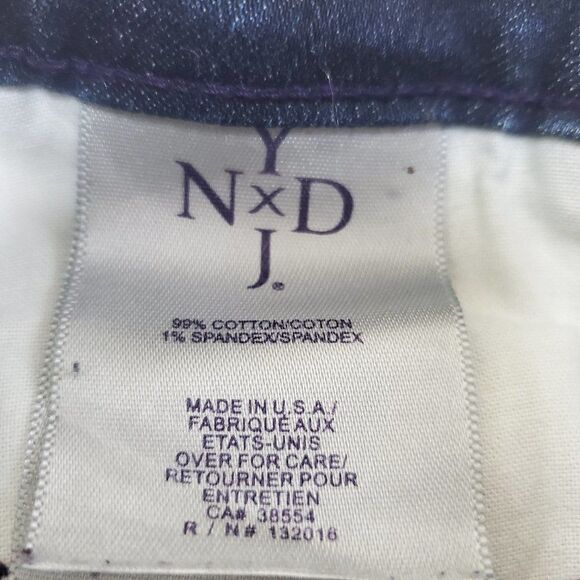 Y
N X D
J.®
99% COTTON/COTON
1% SPANDEX/SPANDEX
MADE IN U.S.A./
FABRIQUÉ AUX
ETATS-UNIS
OVER FOR CARE/
RETOURNER POUR
ENTRETIEN
CA# 38554
R / N# 132016